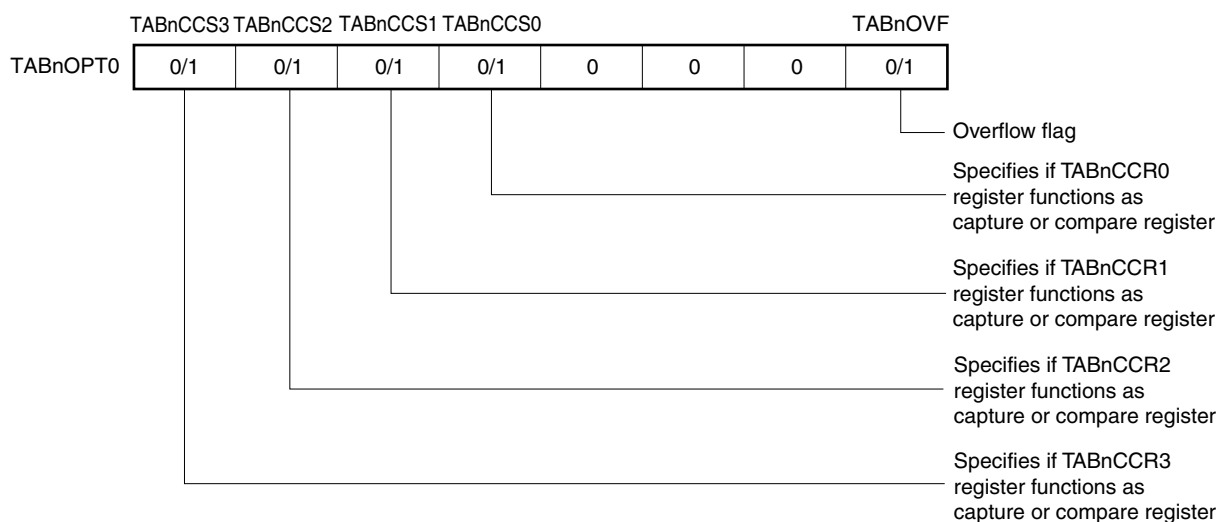 TABnCCS3 TABnCCS2 TABnCCS1 TABnCCS0 TABnOVF
TABnOPT0 0/1 0/1 0/1 0/1 0 0 0 0/1
Overflow flag
Specifies if TABnCCR0
register functions as
capture or compare register
Specifies if TABnCCR1
register functions as
capture or compare register
Specifies if TABnCCR2
register functions as
capture or compare register
Specifies if TABnCCR3
register functions as
capture or compare register